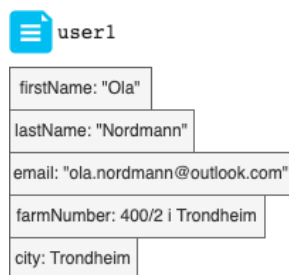 user1
firstName: "Ola"
lastName: "Nordmann"
email: "ola.nordmann@outlook.com"
farmNumber: 400/2 i Trondheim
city: Trondheim